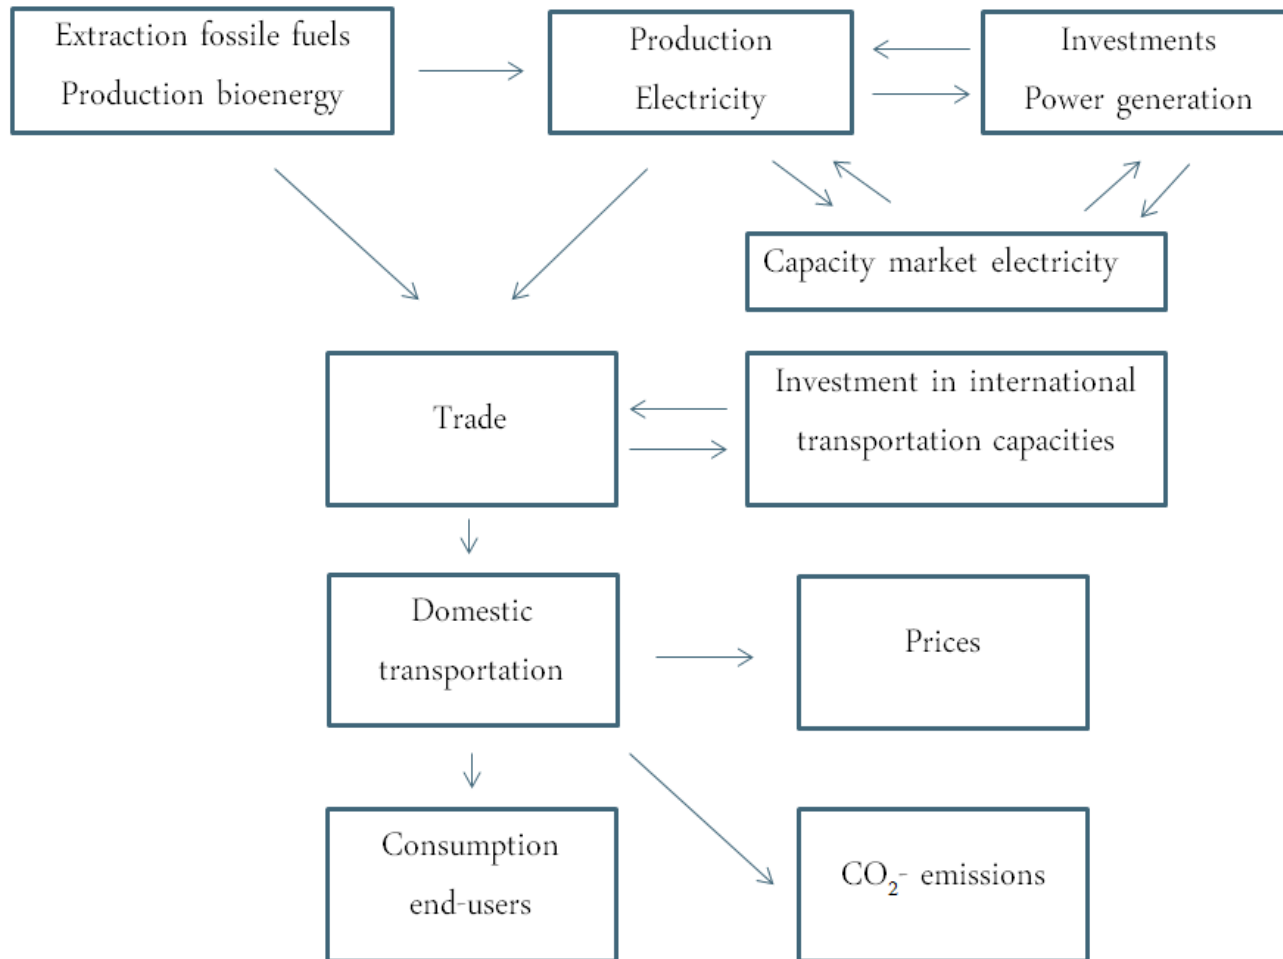 Extraction fossile fuels
Production bioenergy
Production
Electricity
Investments
Power generation
Capacity market electricity
Trade
Investment in international
transportation capacities
Domestic
transportation
Prices
Consumption
end-users
CO₂- emissions